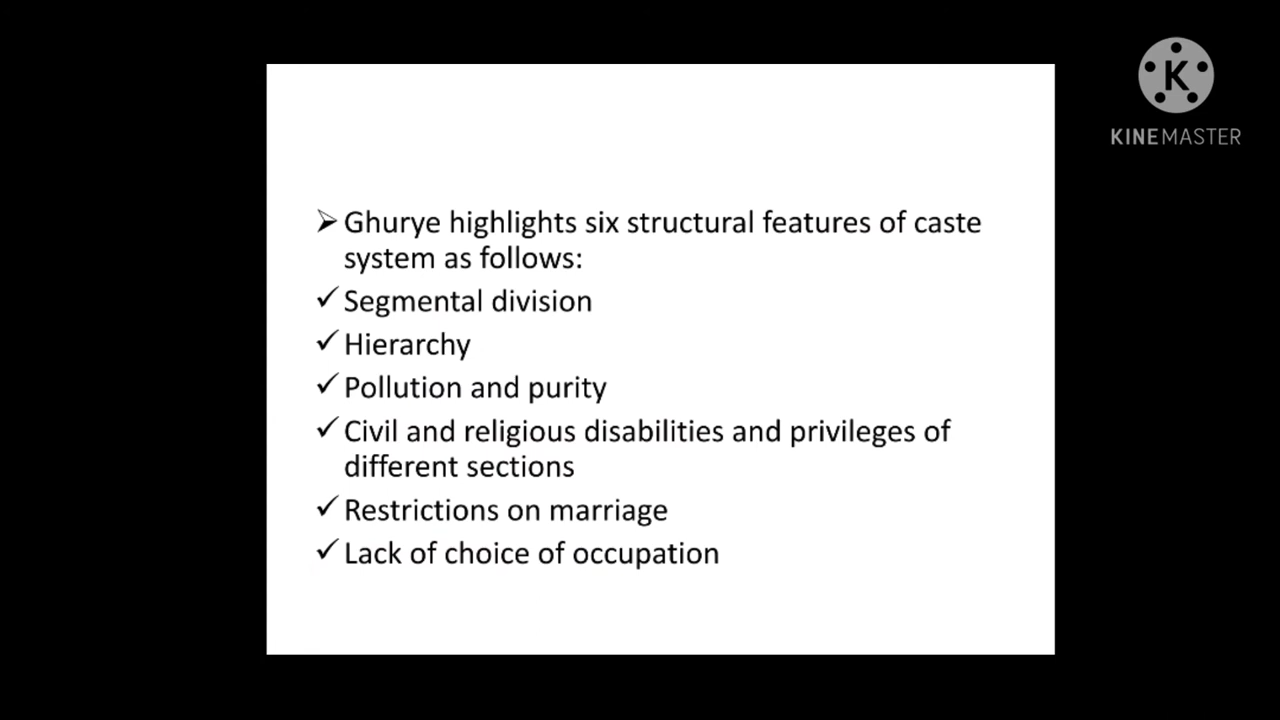 K
KINEMASTER
➢ Ghurye highlights six structural features of caste
system as follows:
✓ Segmental division
✓ Hierarchy
✓ Pollution and purity
✓ Civil and religious disabilities and privileges of
different sections
✓ Restrictions on marriage
✓ Lack of choice of occupation